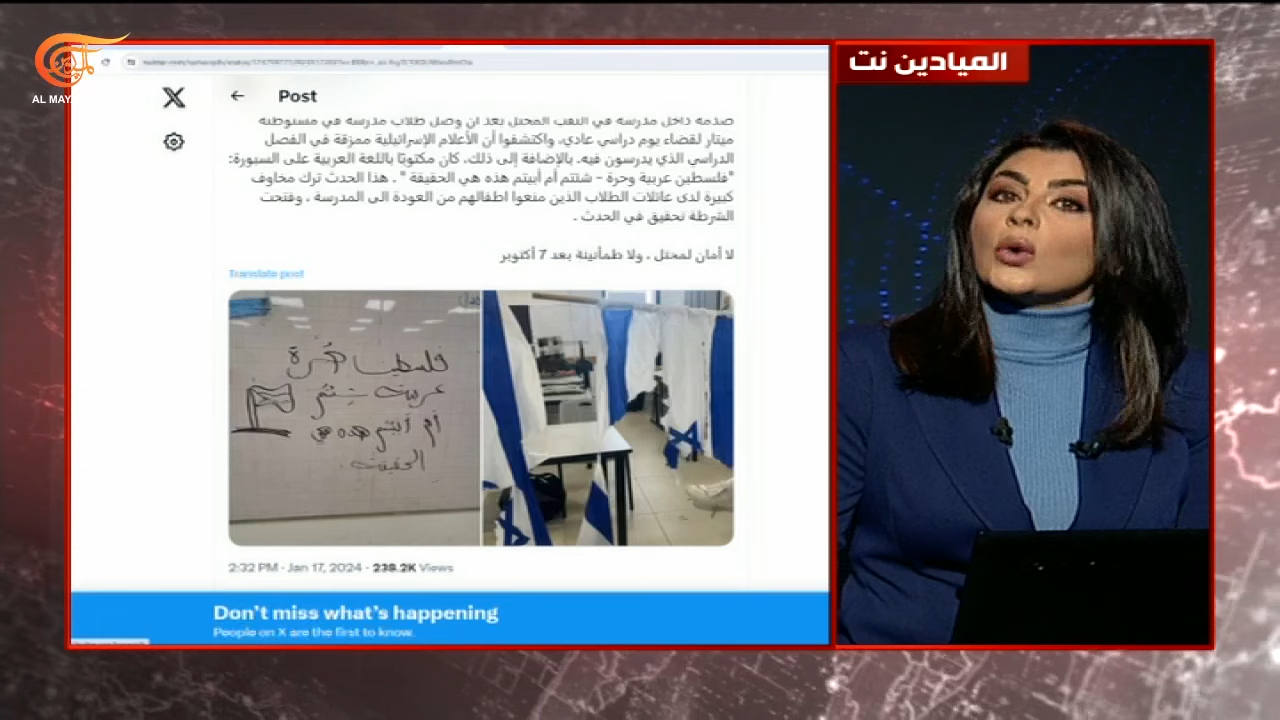 AL MAY
الميادين نت
Post
صدمة داخل مدرسة في النقب المحتل بعد أن وصل طلاب مدرسة في مستوطنة
ميتار لقضاء يوم دراسي عادي، واكتشفوا أن الأعلام الإسرائيلية ممزقة في الفصل
الدراسي الذي يدرسون فيه. بالإضافة إلى ذلك، كان مكتوبًا باللغة العربية على السبورة:
"فلسطين عربية وحرة – شئتم أم أبيتم هذه هي الحقيقة " . هذا الحدث ترك مخاوف
كبيرة لدى عائلات الطلاب الذين منعوا اطفالهم من العودة الى المدرسة ، وفتحت
الشرطة تحقيق في الحدث .
لا أمان لمحتل ، ولا طمأنينة بعد 7 أكتوبر
Translate post
فلسطين حرة
عربية شئتم
أم أبيتم هذه هي
الحقيقة .
2:32 PM · Jan 17, 2024 · 239.2K Views
Don't miss what's happening
People on X are the first to know.